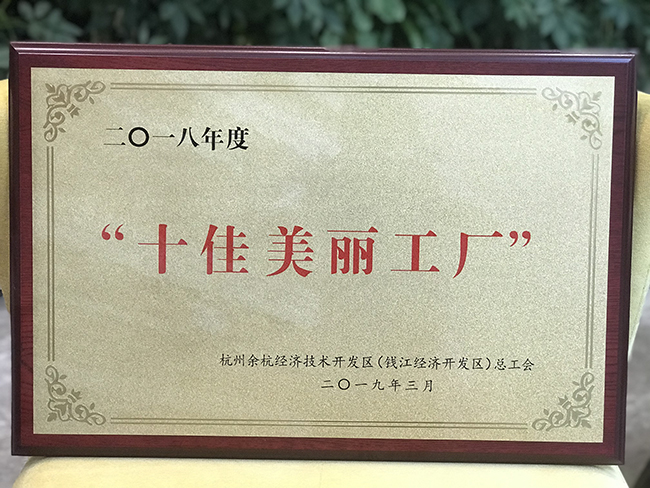 二〇一八年度
“十佳美丽工厂”
杭州余杭经济技术开发区(钱江经济开发区)总工会
二〇一九年三月